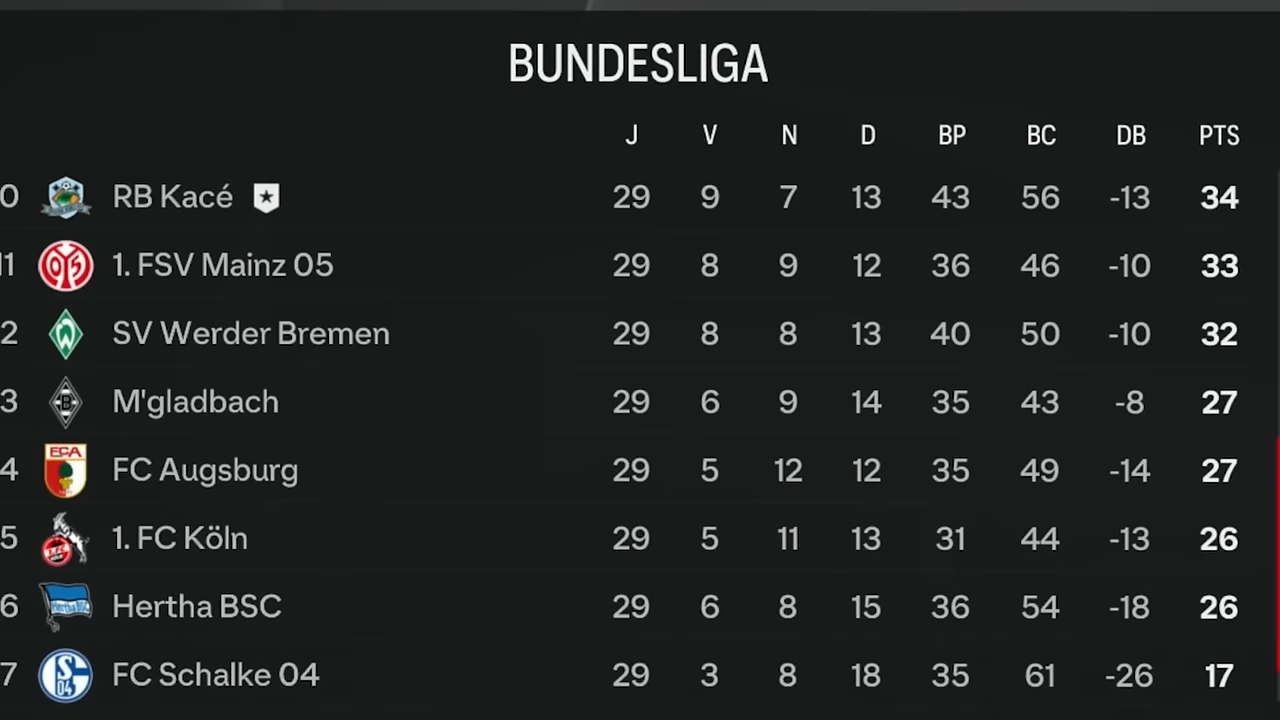 BUNDESLIGA
J V N D BP BC DB PTS
0 RB Kacé 29 9 7 13 43 56 -13 34
11 1. FSV Mainz 05 29 8 9 12 36 46 -10 33
2 SV Werder Bremen 29 8 8 13 40 50 -10 32
3 M'gladbach 29 6 9 14 35 43 -8 27
4 FC Augsburg 29 5 12 12 35 49 -14 27
5 1. FC Köln 29 5 11 13 31 44 -13 26
6 Hertha BSC 29 6 8 15 36 54 -18 26
7 FC Schalke 04 29 3 8 18 35 61 -26 17